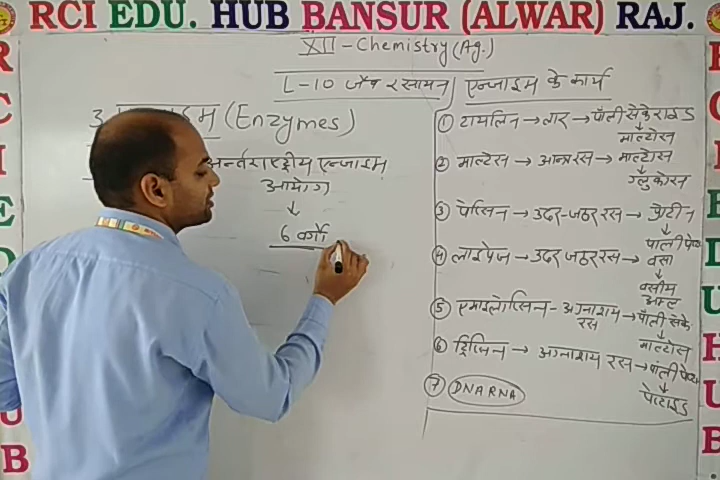 RCI EDU. HUB BANSUR (ALWAR) RAJ.
XII - Chemistry (Ag.)
L-10 जैव रसायन
3. (Enzymes)
अर्न्तराष्ट्रीय एन्जाइम
आयोग
↓
6 वर्गों
एन्जाइम के कार्य
① टायलिन → लार → पॉली सैकेराइड
↓
माल्टोस
② माल्टेस → आन्त्ररस → माल्टोस
↓
ग्लुकोस
③ पेप्सिन → उदर-जठर रस → प्रोटीन
↓
पाली पेप्
④ लाइपेज → उदर जठर रस → वसा
↓
वसीय
अम्ल
⑤ एमाइलोप्सिन - अग्नाशय रस → पॉली सैके
↓
माल्टोस
⑥ ट्रिप्सिन → अग्नाशय रस → पॉली पेप्
↓
पेप्टाइड
⑦ DNA RNA